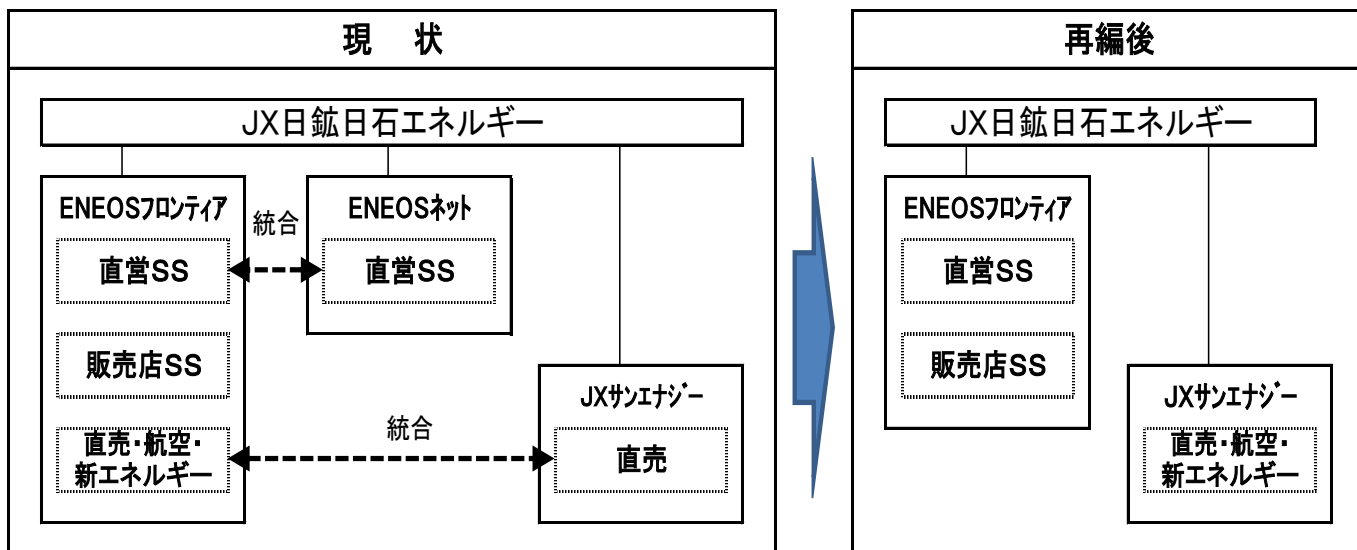 現　状
JX日鉱日石エネルギー
ENEOSフロンティア
統合
ENEOSネット
直営SS
直営SS
販売店SS
JXサンエナジー
直売・航空・
新エネルギー
統合
直売
再編後
JX日鉱日石エネルギー
ENEOSフロンティア
直営SS
販売店SS
JXサンエナジー
直売・航空・
新エネルギー